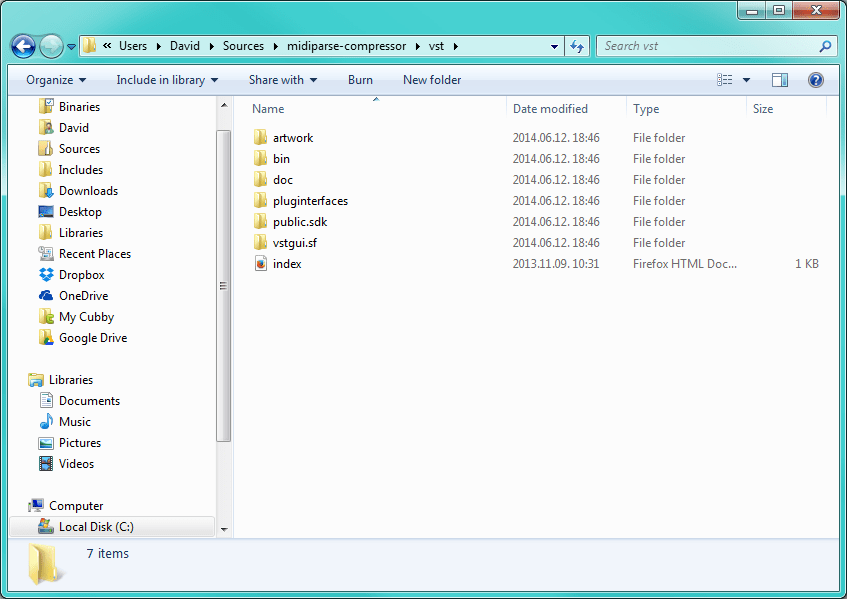 « Users ▸ David ▸ Sources ▸ midiparse-compressor ▸ vst ▸
Search vst
Organize Include in library Share with Burn New folder
Binaries
David
Sources
Includes
Downloads
Desktop
Libraries
Recent Places
Dropbox
OneDrive
My Cubby
Google Drive
Libraries
Documents
Music
Pictures
Videos
Computer
Local Disk (C:)
Name Date modified Type Size
artwork 2014.06.12. 18:46 File folder
bin 2014.06.12. 18:46 File folder
doc 2014.06.12. 18:46 File folder
pluginterfaces 2014.06.12. 18:46 File folder
public.sdk 2014.06.12. 18:46 File folder
vstgui.sf 2014.06.12. 18:46 File folder
index 2013.11.09. 10:31 Firefox HTML Doc... 1 KB
7 items